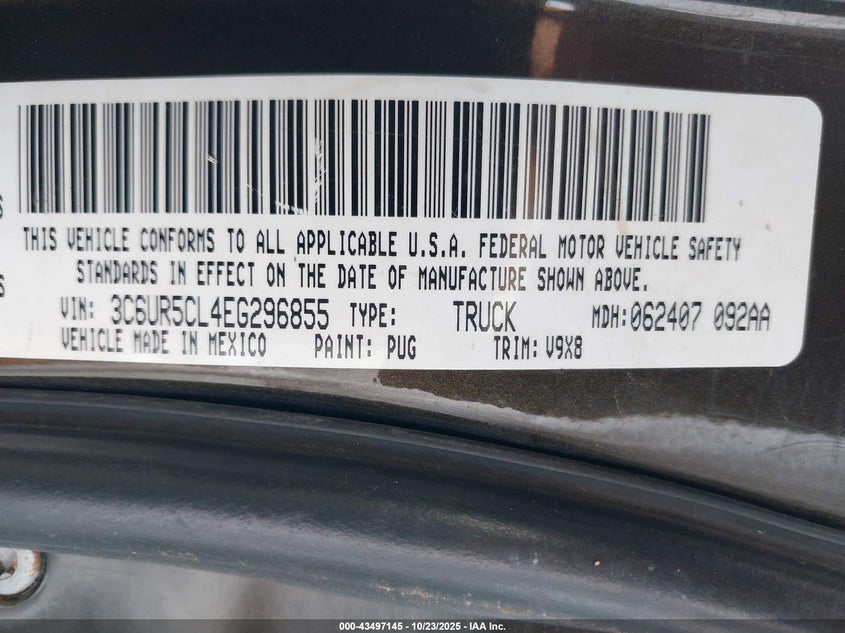 S
THIS VEHICLE CONFORMS TO ALL APPLICABLE U.S.A. FEDERAL MOTOR VEHICLE SAFETY
S
STANDARDS IN EFFECT ON THE DATE OF MANUFACTURE SHOWN ABOVE.
VIN: 3C6UR5CL4EG296855 TYPE: TRUCK MDH:062407 092AA
VEHICLE MADE IN MEXICO PAINT: PUG TRIM: V9X8
000-43497145 - 10/23/2025 - IAA Inc.